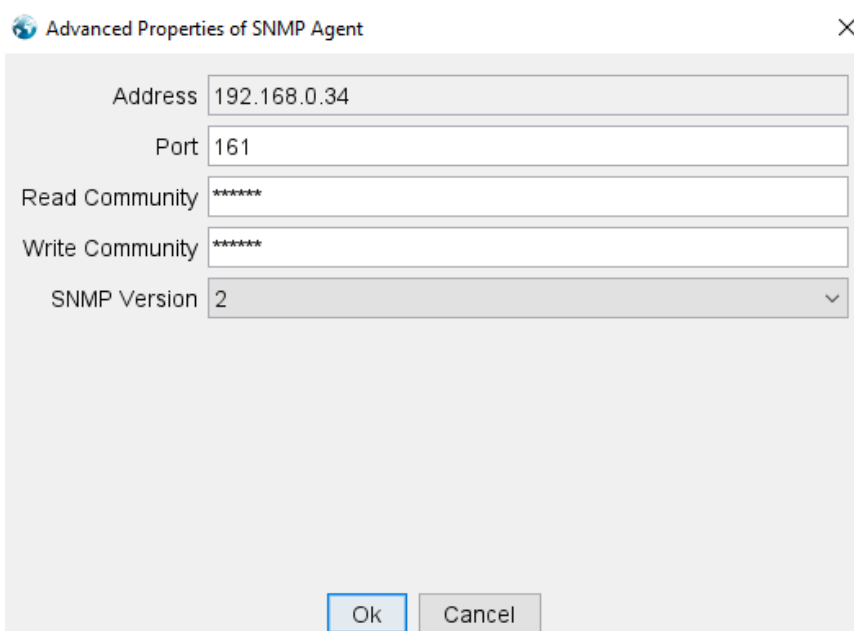 Advanced Properties of SNMP Agent
Address 192.168.0.34
Port 161
Read Community ******
Write Community ******
SNMP Version 2
Ok Cancel